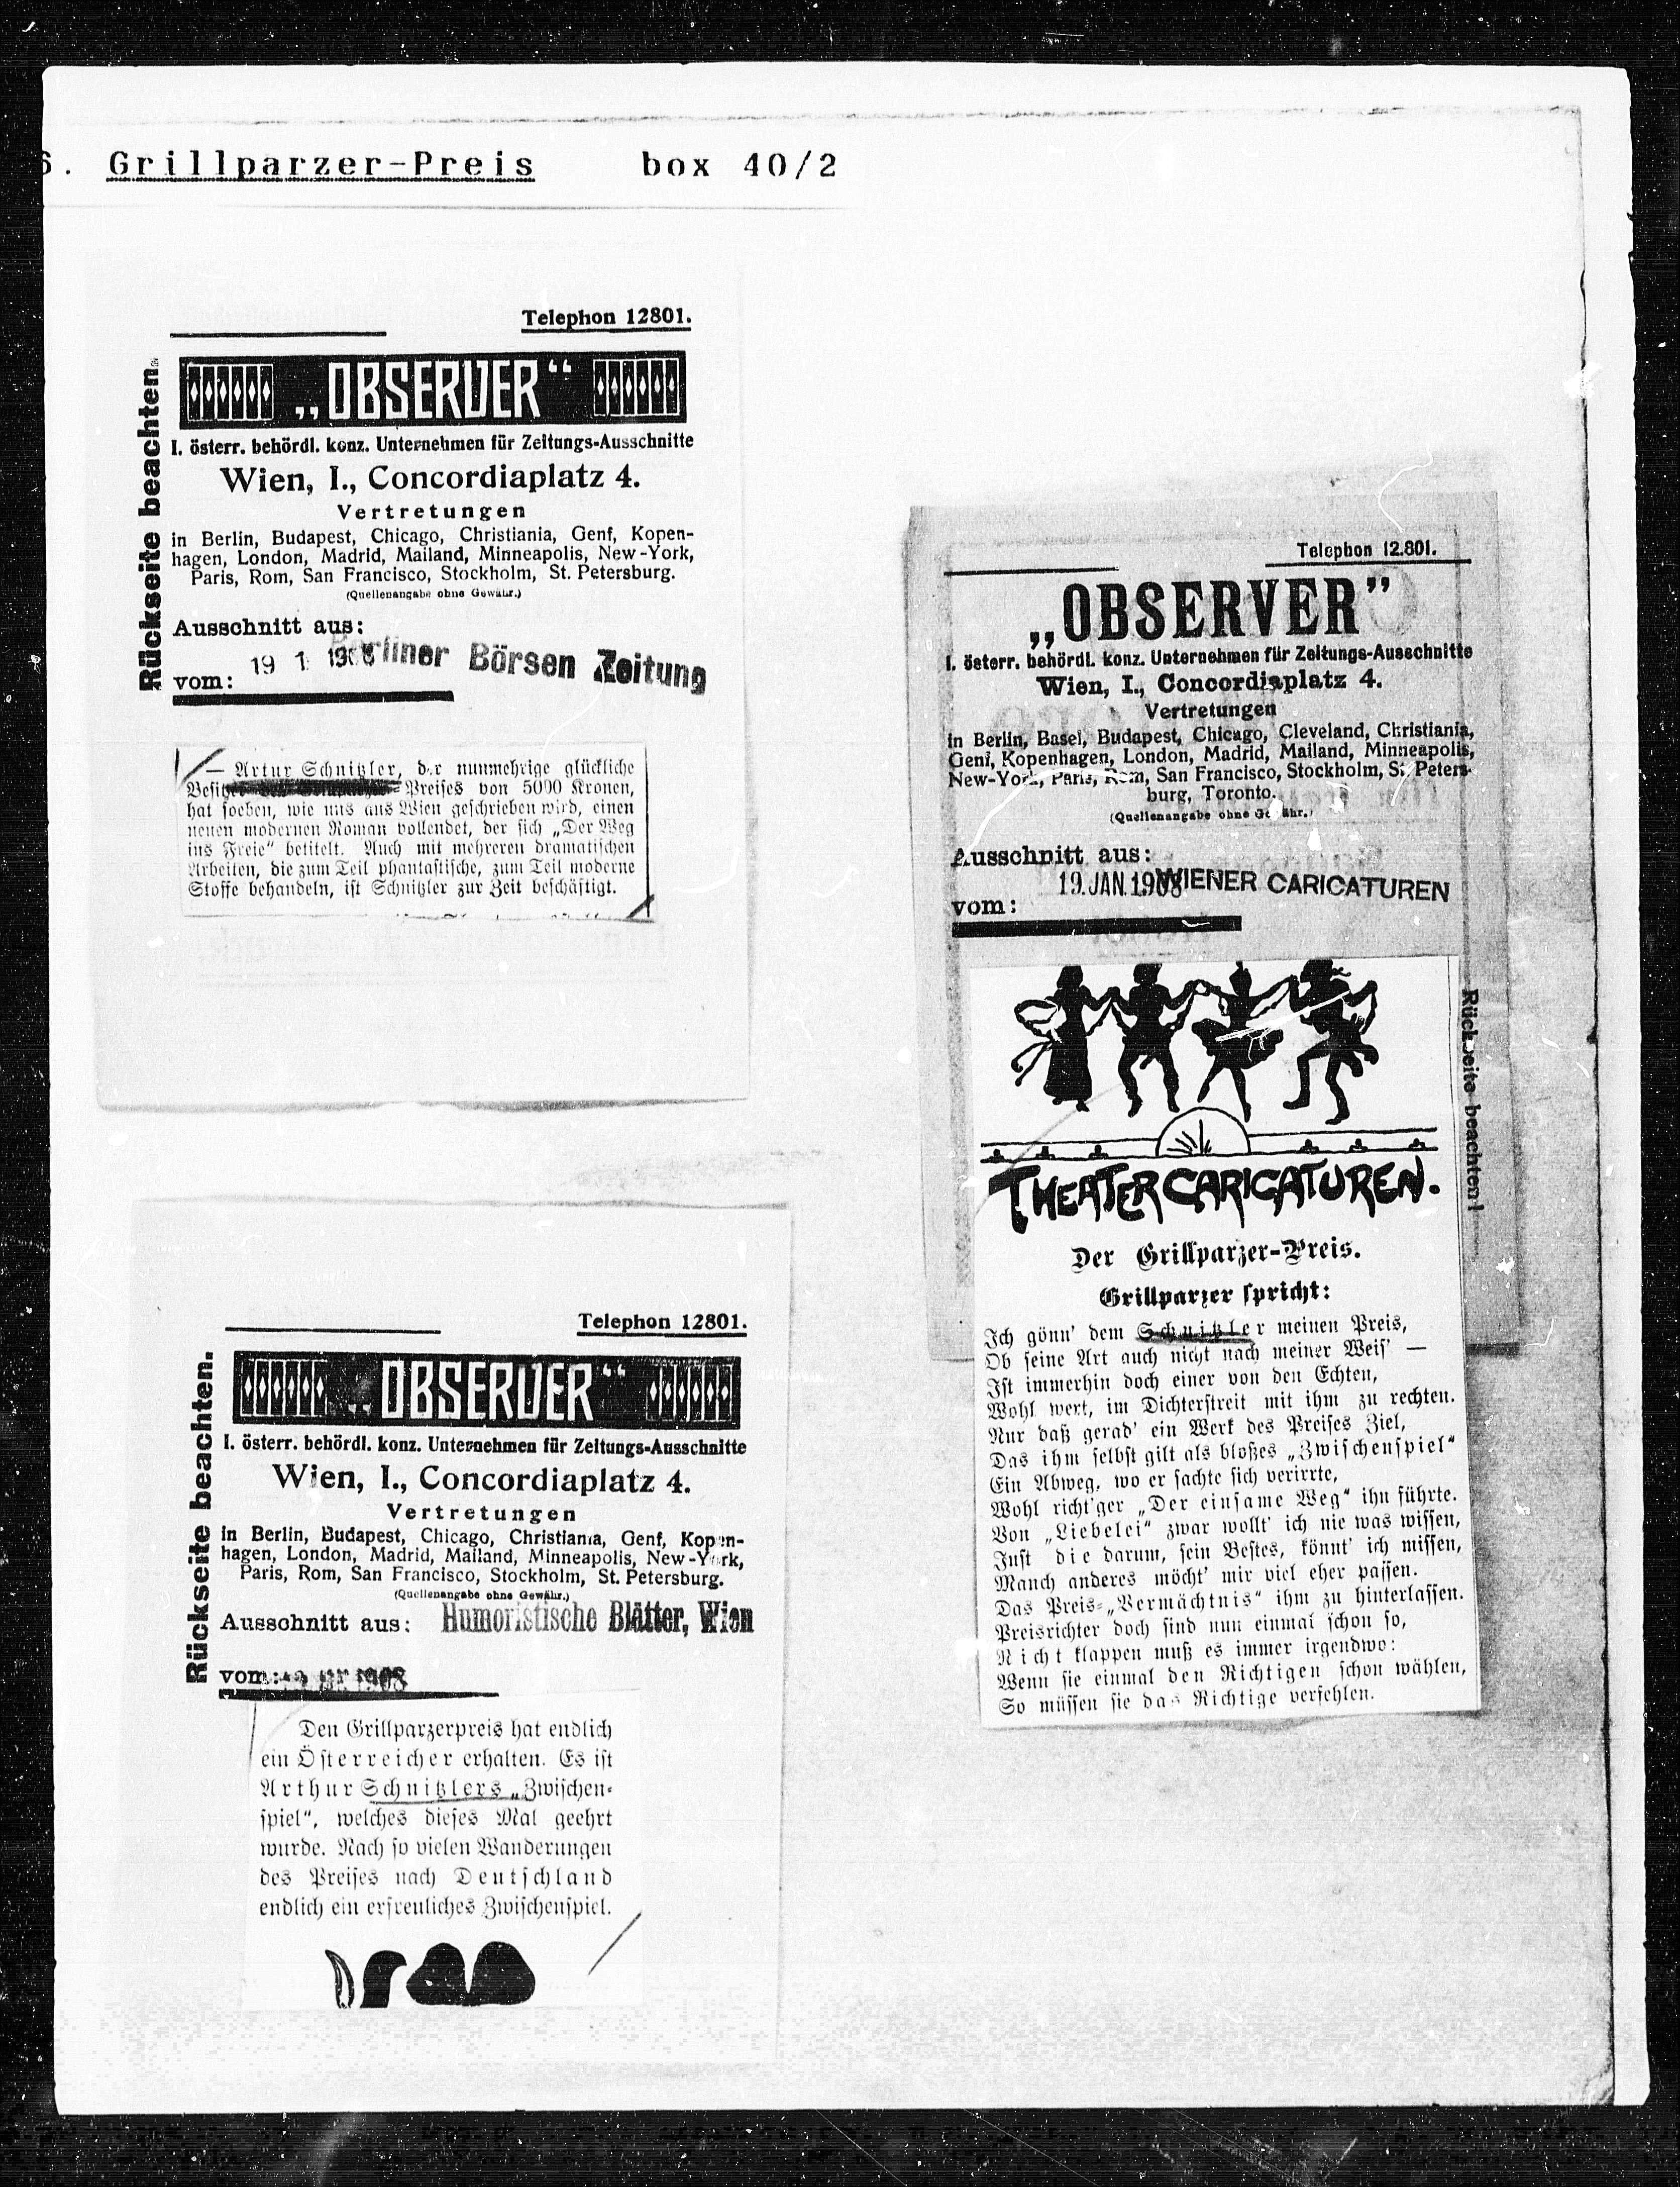 6. Grillparzer-Preis box 40/2
Telephon 12801.
Rückseite beachten.
„OBSERVER“
I. österr. behördl. konz. Unternehmen für Zeitungs-Ausschnitte
Wien, I., Concordiaplatz 4.
Vertretungen
in Berlin, Budapest, Chicago, Christiania, Genf, Kopen-
hagen, London, Madrid, Mailand, Minneapolis, New-York,
Paris, Rom, San Francisco, Stockholm, St. Petersburg.
(Quellenangabe ohne Gewähr.)
Ausschnitt aus:
Berliner Börsen Zeitung
19 1 1908
vom:
— Artur Schnitzler, der nunmehrige glückliche
Besitzer des Grillparzer-Preises von 5000 Kronen,
hat soeben, wie uns aus Wien geschrieben wird, einen
neuen modernen Roman vollendet, der sich „Der Weg
ins Freie“ betitelt. Auch mit mehreren dramatischen
Arbeiten, die zum Teil phantastische, zum Teil moderne
Stoffe behandeln, ist Schnitzler zur Zeit beschäftigt.
Telephon 12801.
Rückseite beachten.
„OBSERVER“
I. österr. behördl. konz. Unternehmen für Zeitungs-Ausschnitte
Wien, I., Concordiaplatz 4.
Vertretungen
in Berlin, Budapest, Chicago, Christiania, Genf, Kopen-
hagen, London, Madrid, Mailand, Minneapolis, New-York,
Paris, Rom, San Francisco, Stockholm, St. Petersburg.
(Quellenangabe ohne Gewähr.)
Ausschnitt aus: Humoristische Blätter, Wien
vom: 1908
Den Grillparzerpreis hat endlich
ein Österreicher erhalten. Es ist
Arthur Schnitzlers „Zwischen-
spiel“, welches dieses Mal geehrt
wurde. Nach so vielen Wanderungen
des Preises nach Deutschland
endlich ein erfreuliches Zwischenspiel.
Telephon 12.801.
„OBSERVER”
I. österr. behördl. konz. Unternehmen für Zeitungs-Ausschnitte
Wien, I., Concordiaplatz 4.
Vertretungen
in Berlin, Basel, Budapest, Chicago, Cleveland, Christiania,
Genf, Kopenhagen, London, Madrid, Mailand, Minneapolis,
New-York, Paris, Rom, San Francisco, Stockholm, St. Peters-
burg, Toronto.
(Quellenangabe ohne Gewähr.)
Ausschnitt aus:
19. JAN. 1908 WIENER CARICATUREN
vom:
Rückseite beachten!
THEATER CARICATUREN.
Der Grillparzer-Preis.
Grillparzer spricht:
Ich gönn' dem Schnitzler meinen Preis,
Ob seine Art auch nicht nach meiner Weis' —
Ist immerhin doch einer von den Echten,
Wohl wert, im Dichterstreit mit ihm zu rechten.
Nur daß gerad' ein Werk des Preises Ziel,
Das ihm selbst gilt als bloßes „Zwischenspiel“
Ein Abweg, wo er sachte sich verirrte,
Wohl richt'ger „Der einsame Weg“ ihn führte.
Von „Liebelei“ zwar wollt' ich nie was wissen,
Just die darum, sein Bestes, könnt' ich missen,
Manch anderes möcht' mir viel eher passen.
Das Preis-„Vermächtnis“ ihm zu hinterlassen.
Preisrichter doch sind nun einmal schon so,
Nicht klappen muß es immer irgendwo:
Wenn sie einmal den Richtigen schon wählen,
So müssen sie das Richtige verfehlen.